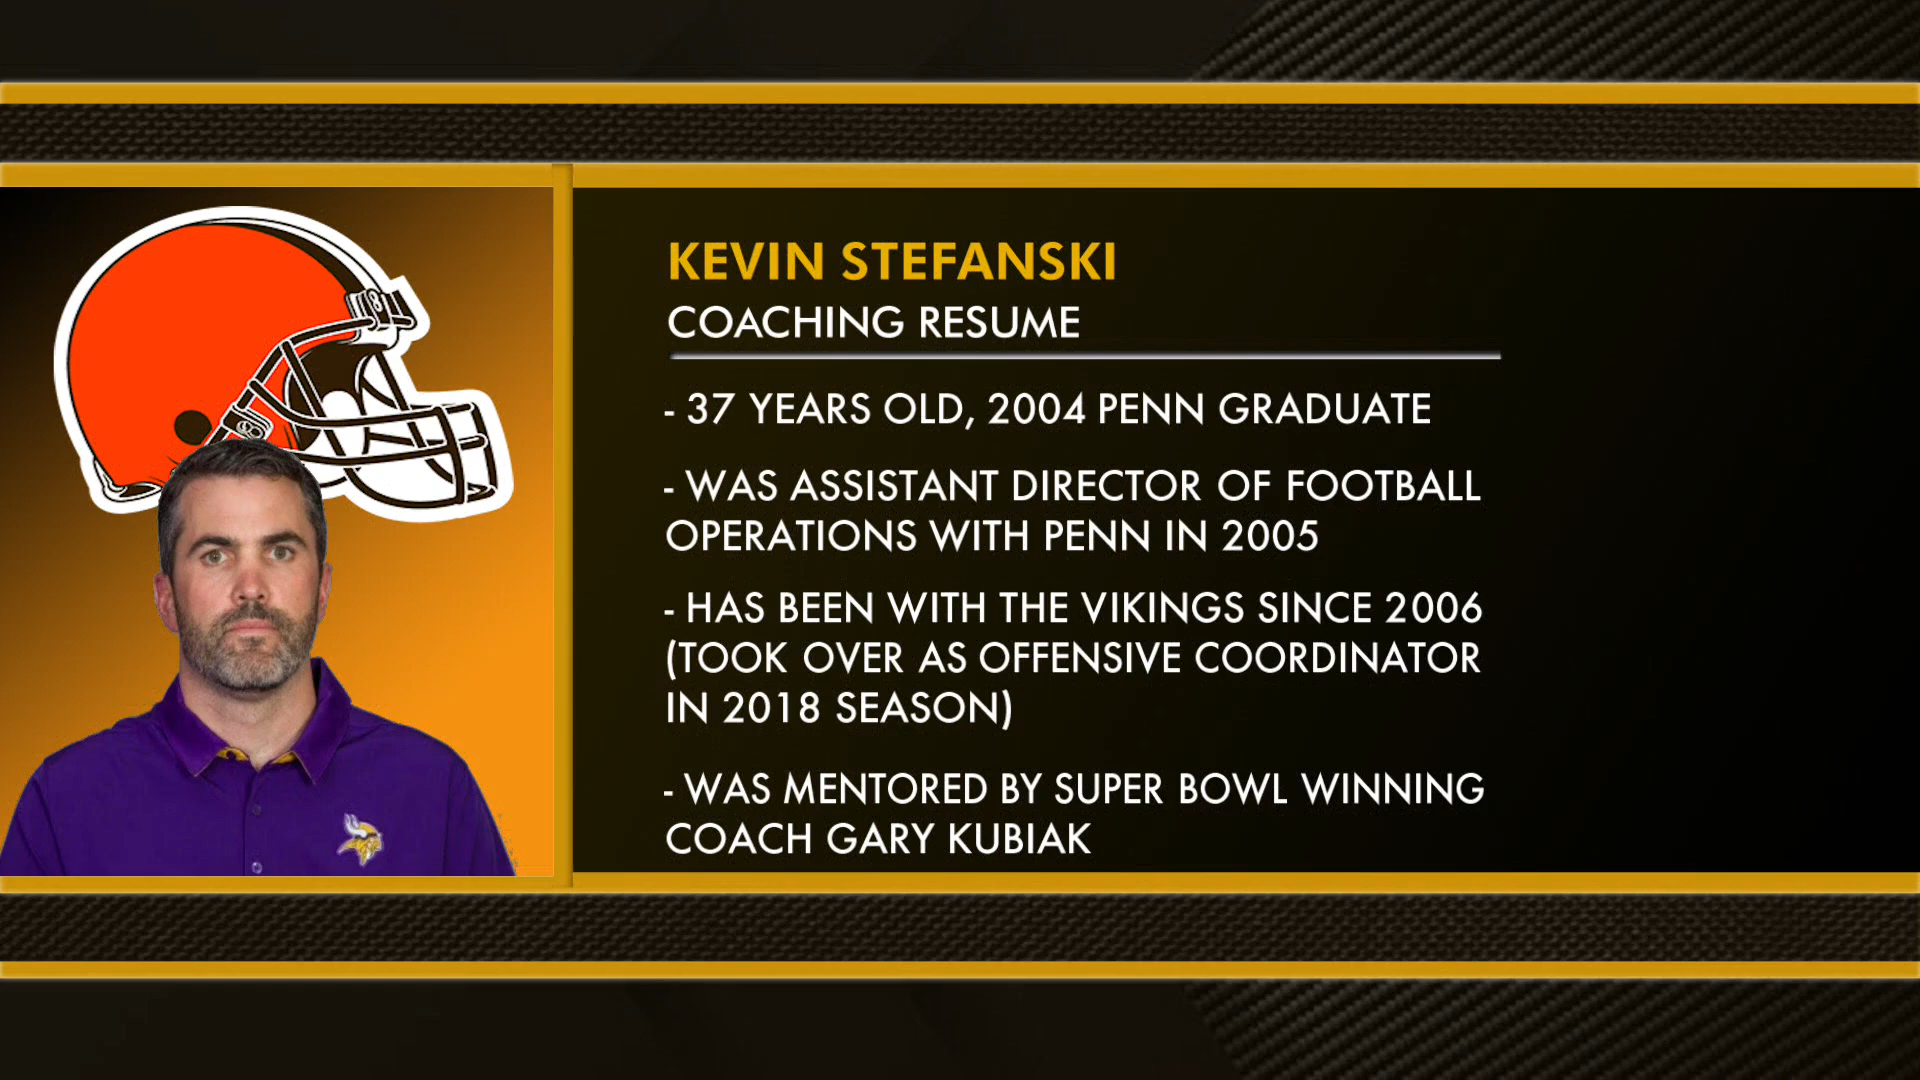 KEVIN STEFANSKI
COACHING RESUME
- 37 YEARS OLD, 2004 PENN GRADUATE
- WAS ASSISTANT DIRECTOR OF FOOTBALL
OPERATIONS WITH PENN IN 2005
- HAS BEEN WITH THE VIKINGS SINCE 2006
(TOOK OVER AS OFFENSIVE COORDINATOR
IN 2018 SEASON)
- WAS MENTORED BY SUPER BOWL WINNING
COACH GARY KUBIAK